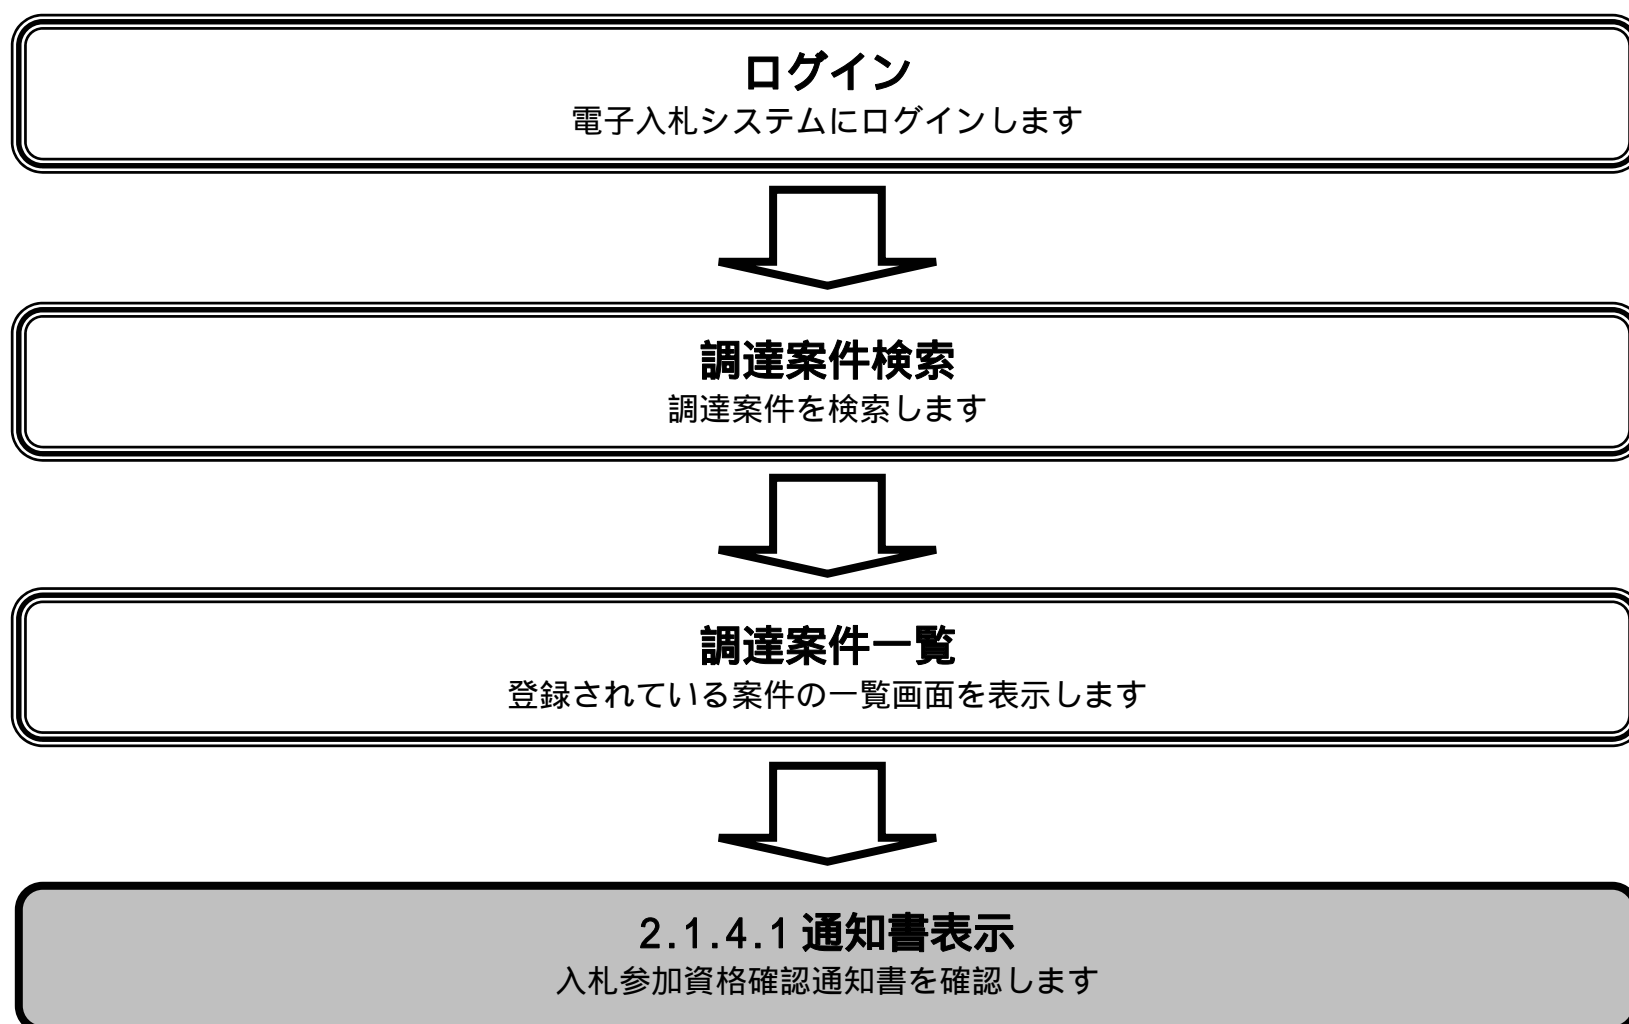 ログイン
電子入札システムにログインします
調達案件検索
調達案件を検索します
調達案件一覧
登録されている案件の一覧画面を表示します
2.1.4.1 通知書表示
入札参加資格確認通知書を確認します